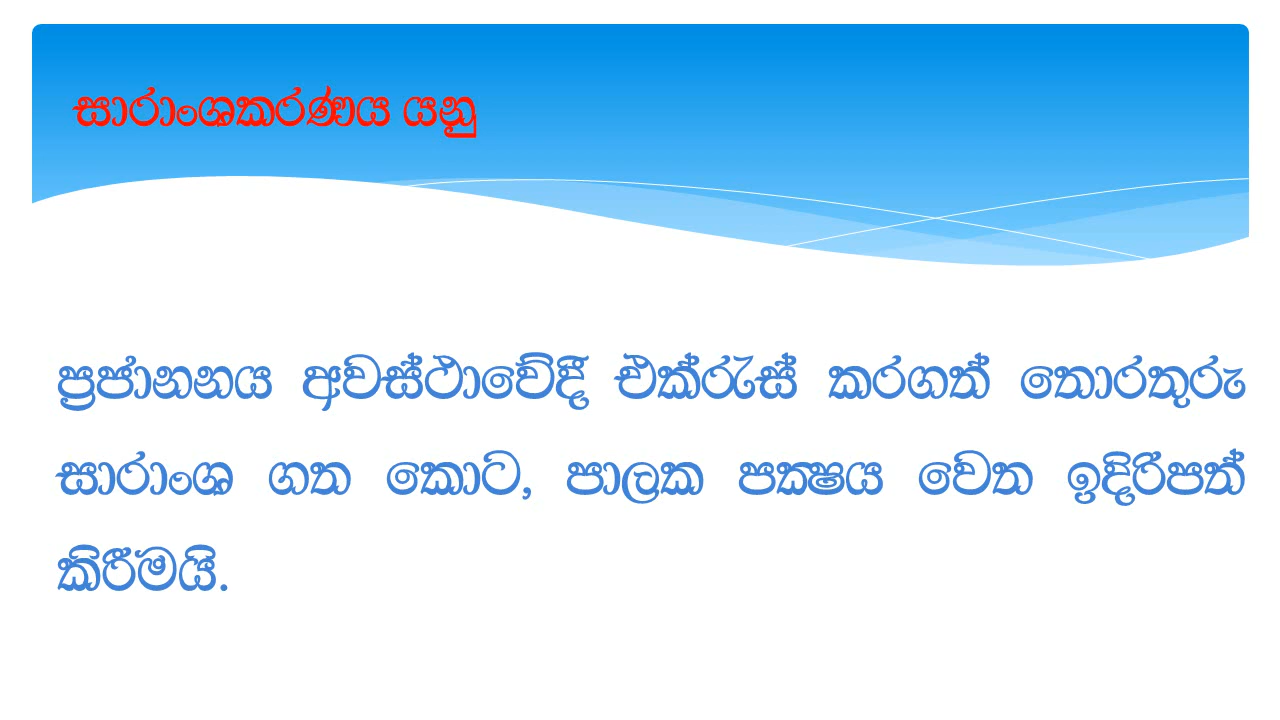 සාරාංශකරණය යනු
ප්‍රජානනය අවස්ථාවේදී එක්රැස් කරගත් තොරතුරු
සාරාංශ ගත කොට, පාලක පක්‍ෂය වෙත ඉදිරිපත්
කිරීමයි.